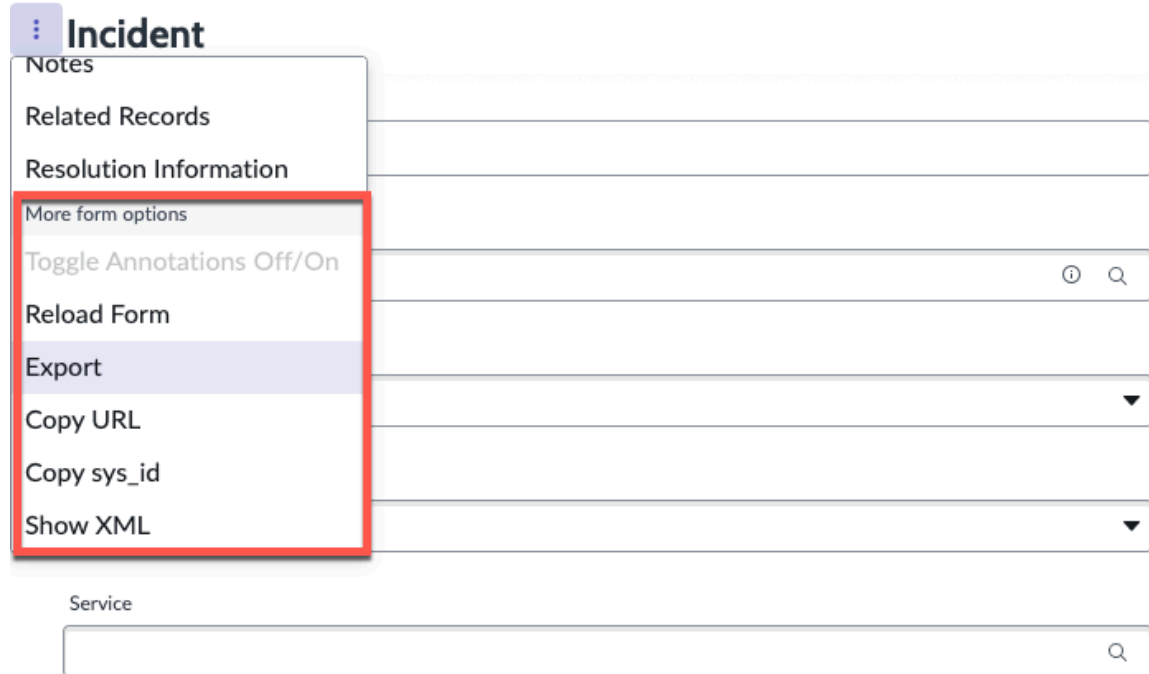 Incident
Notes
Related Records
Resolution Information
More form options
Toggle Annotations Off/On
Reload Form
Export
Copy URL
Copy sys_id
Show XML
Service